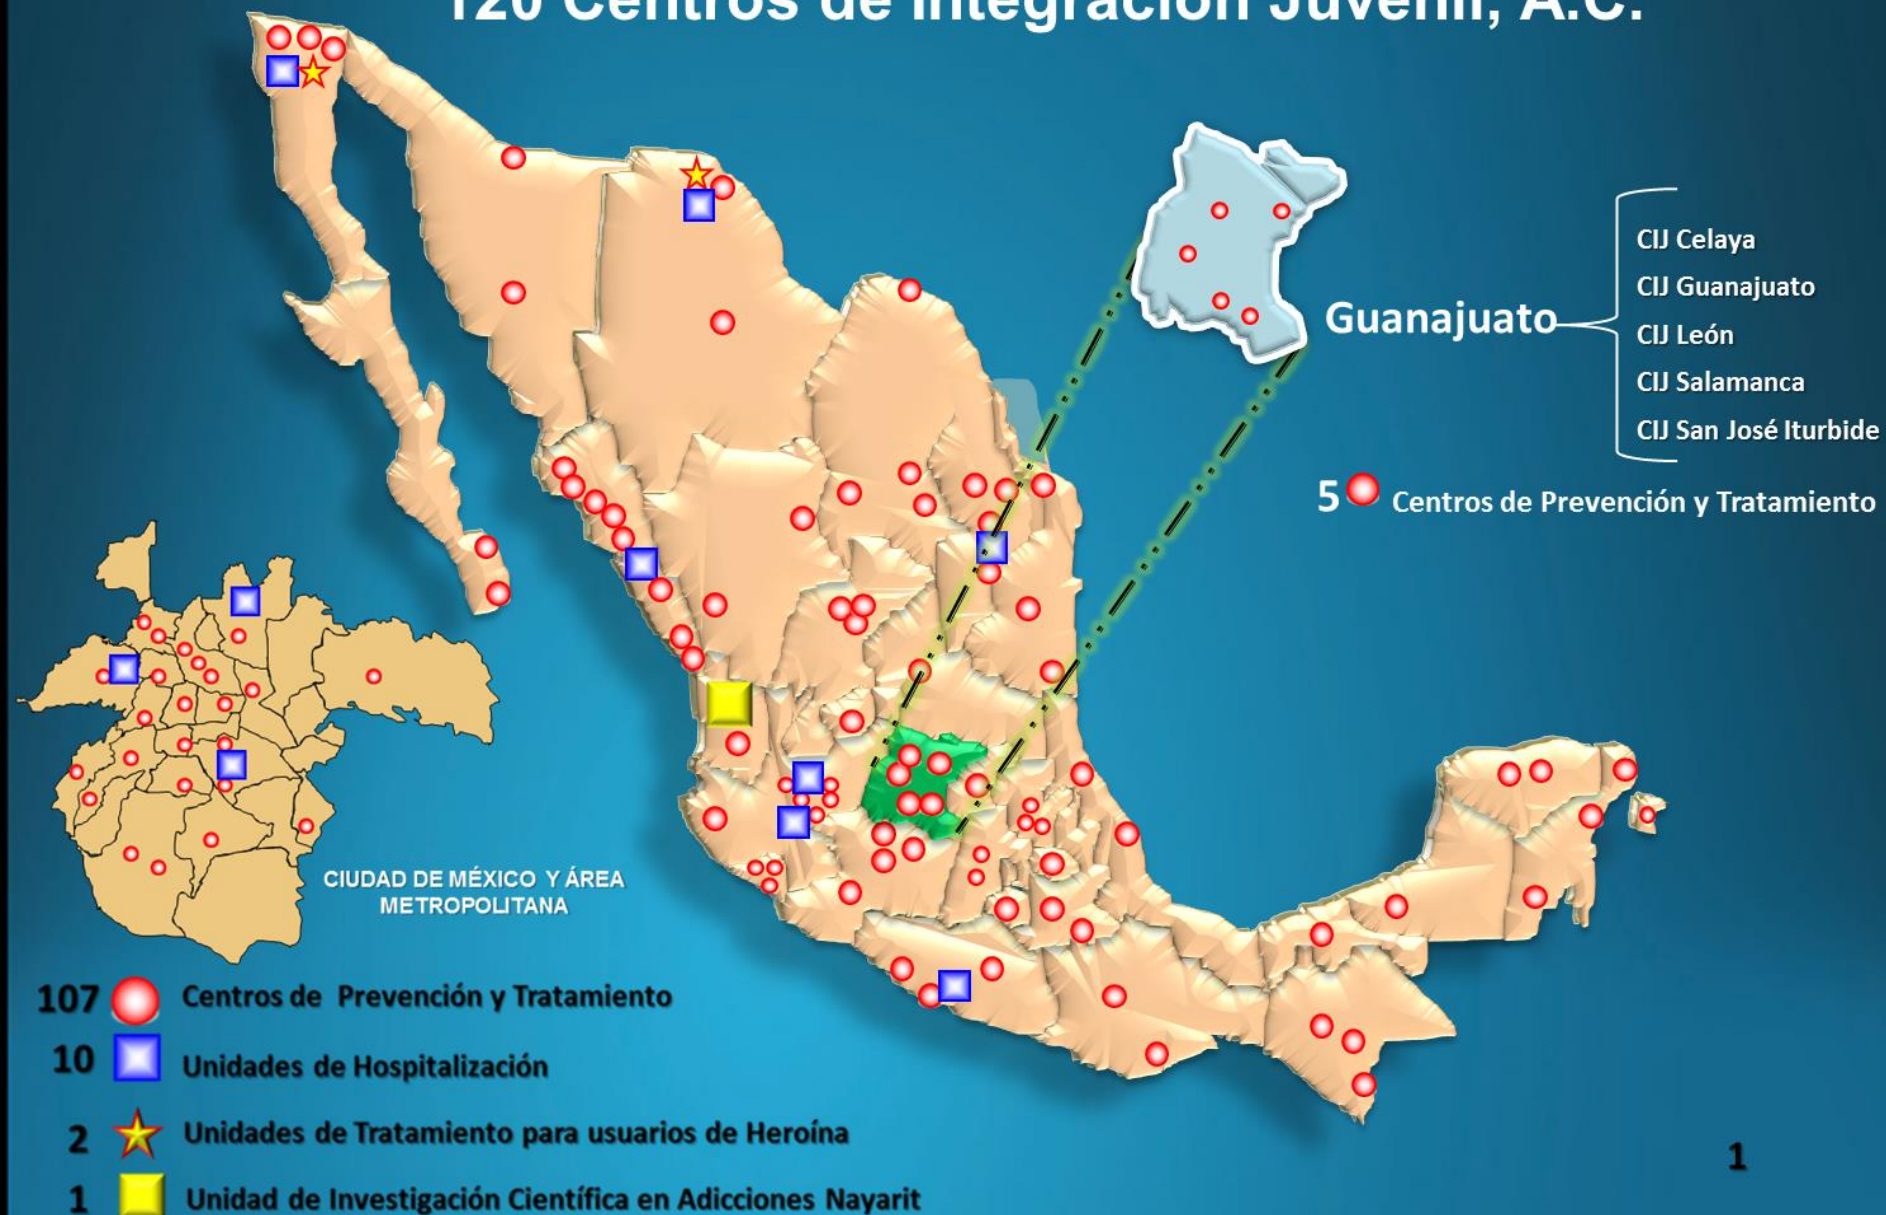 120 Centros de Integración Juvenil, A.C.
Guanajuato
CIJ Celaya
CIJ Guanajuato
CIJ León
CIJ Salamanca
CIJ San José Iturbide
5 Centros de Prevención y Tratamiento
CIUDAD DE MÉXICO Y ÁREA
METROPOLITANA
107 Centros de Prevención y Tratamiento
10 Unidades de Hospitalización
2 Unidades de Tratamiento para usuarios de Heroína
1 Unidad de Investigación Científica en Adicciones Nayarit
1